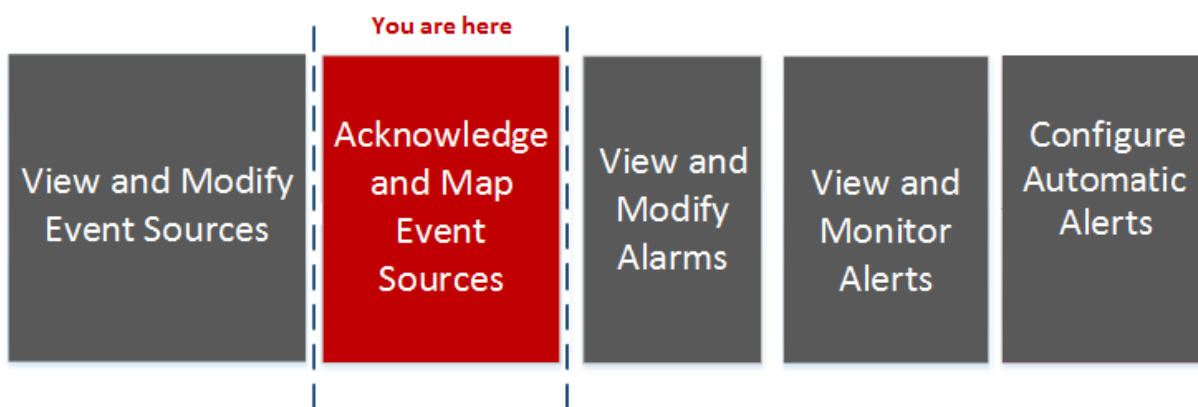 You are here
View and Modify
Event Sources
Acknowledge
and Map
Event
Sources
View and
Modify
Alarms
View and
Monitor
Alerts
Configure
Automatic
Alerts